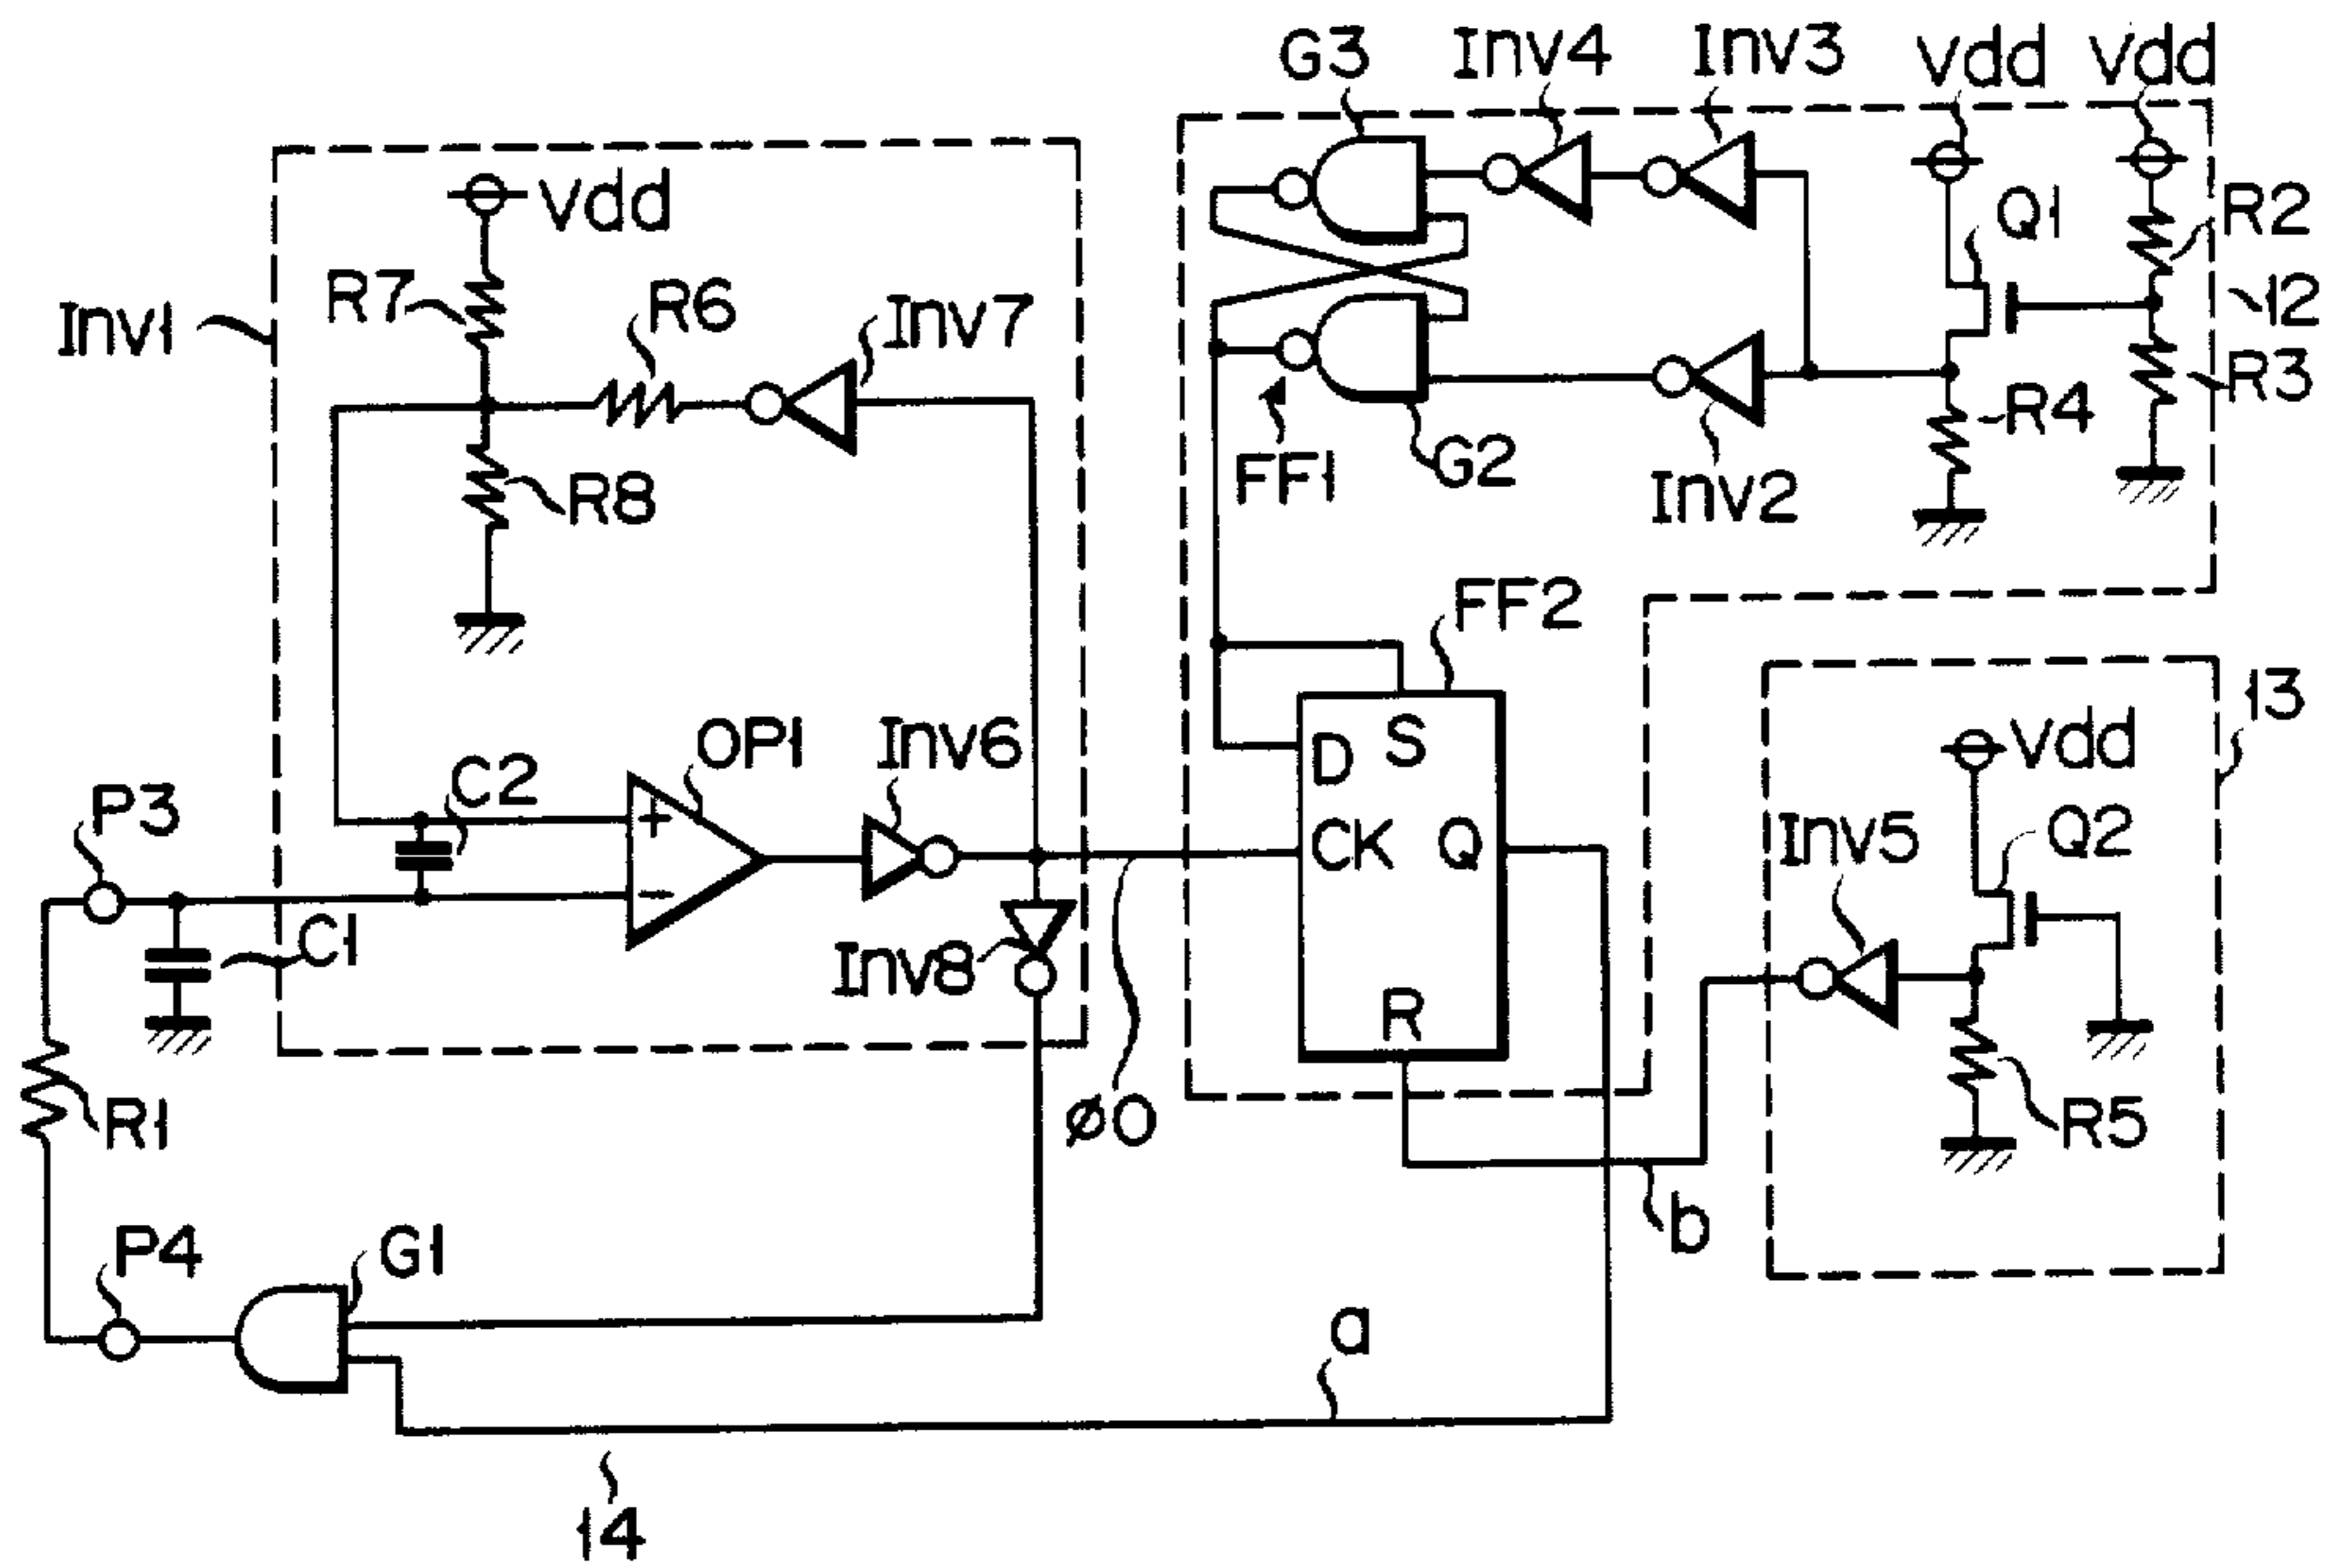 G3 Inv4 Inv3 Vdd Vdd
Vdd Q1 R2
Inv1 R7 R6 Inv7 12
R3
R4
R8 FF1 G2 Inv2
FF2
13
OP1 Inv6 D S Vdd
P3 C2 Inv5 Q2
+ CK Q
−
C1 Inv8 R
R1 ø0 R5
b
P4 G1
a
14